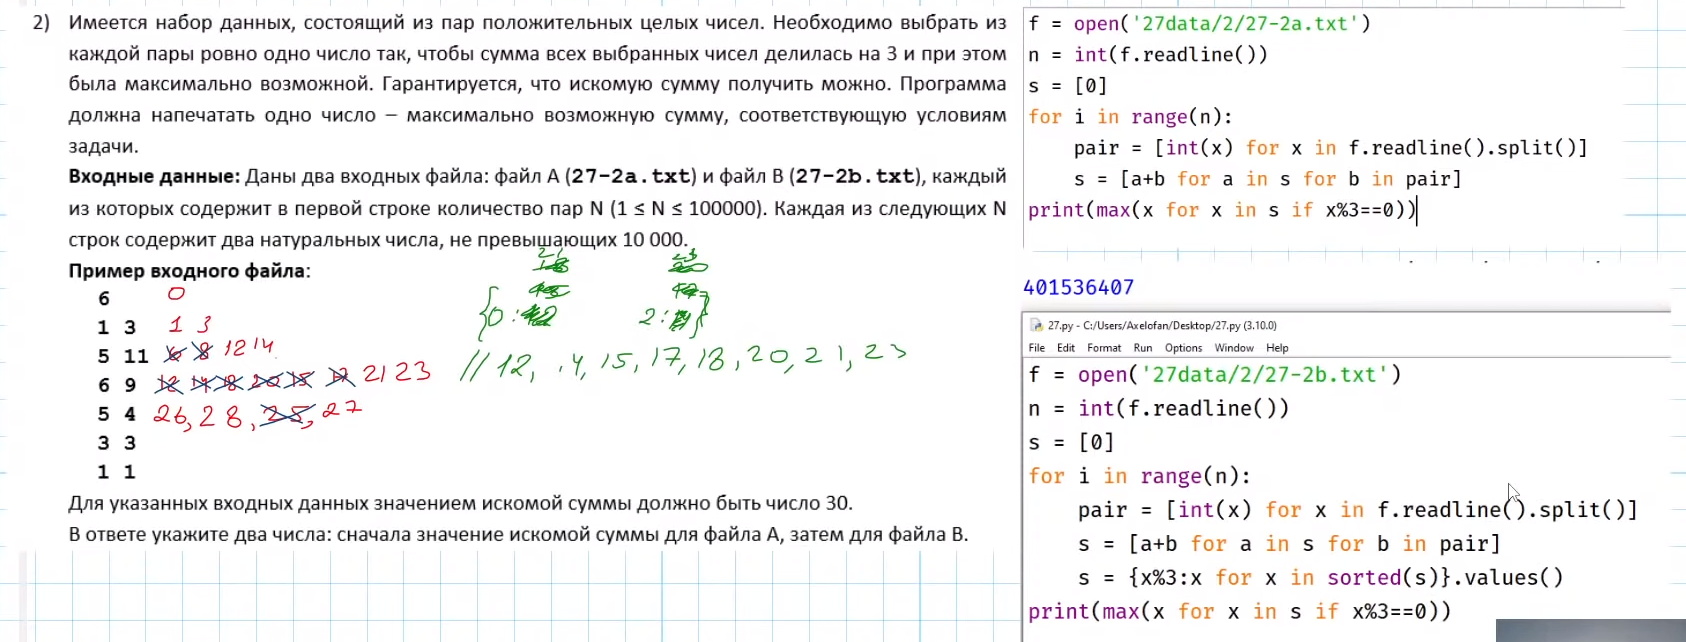 2) Имеется набор данных, состоящий из пар положительных целых чисел. Необходимо выбрать из
каждой пары ровно одно число так, чтобы сумма всех выбранных чисел делилась на 3 и при этом
была максимально возможной. Гарантируется, что искомую сумму получить можно. Программа
должна напечатать одно число – максимально возможную сумму, соответствующую условиям
задачи.
Входные данные: Даны два входных файла: файл A (27-2a.txt) и файл B (27-2b.txt), каждый
из которых содержит в первой строке количество пар N (1 ≤ N ≤ 100000). Каждая из следующих N
строк содержит два натуральных числа, не превышающих 10 000.
Пример входного файла:
6 0
1 3 1 3
5 11 6 8 12 14
6 9 12 14 18 20 15 17 21 23
5 4 26, 28, 25, 27
3 3
1 1
21 23
{0: 2: }
// 12, 14, 15, 17, 18, 20, 21, 23
Для указанных входных данных значением искомой суммы должно быть число 30.
В ответе укажите два числа: сначала значение искомой суммы для файла A, затем для файла B.
f = open('27data/2/27-2a.txt')
n = int(f.readline())
s = [0]
for i in range(n):
    pair = [int(x) for x in f.readline().split()]
    s = [a+b for a in s for b in pair]
print(max(x for x in s if x%3==0))
401536407
27.py - C:/Users/Axelofan/Desktop/27.py (3.10.0)
File Edit Format Run Options Window Help
f = open('27data/2/27-2b.txt')
n = int(f.readline())
s = [0]
for i in range(n):
    pair = [int(x) for x in f.readline().split()]
    s = [a+b for a in s for b in pair]
    s = {x%3:x for x in sorted(s)}.values()
print(max(x for x in s if x%3==0))